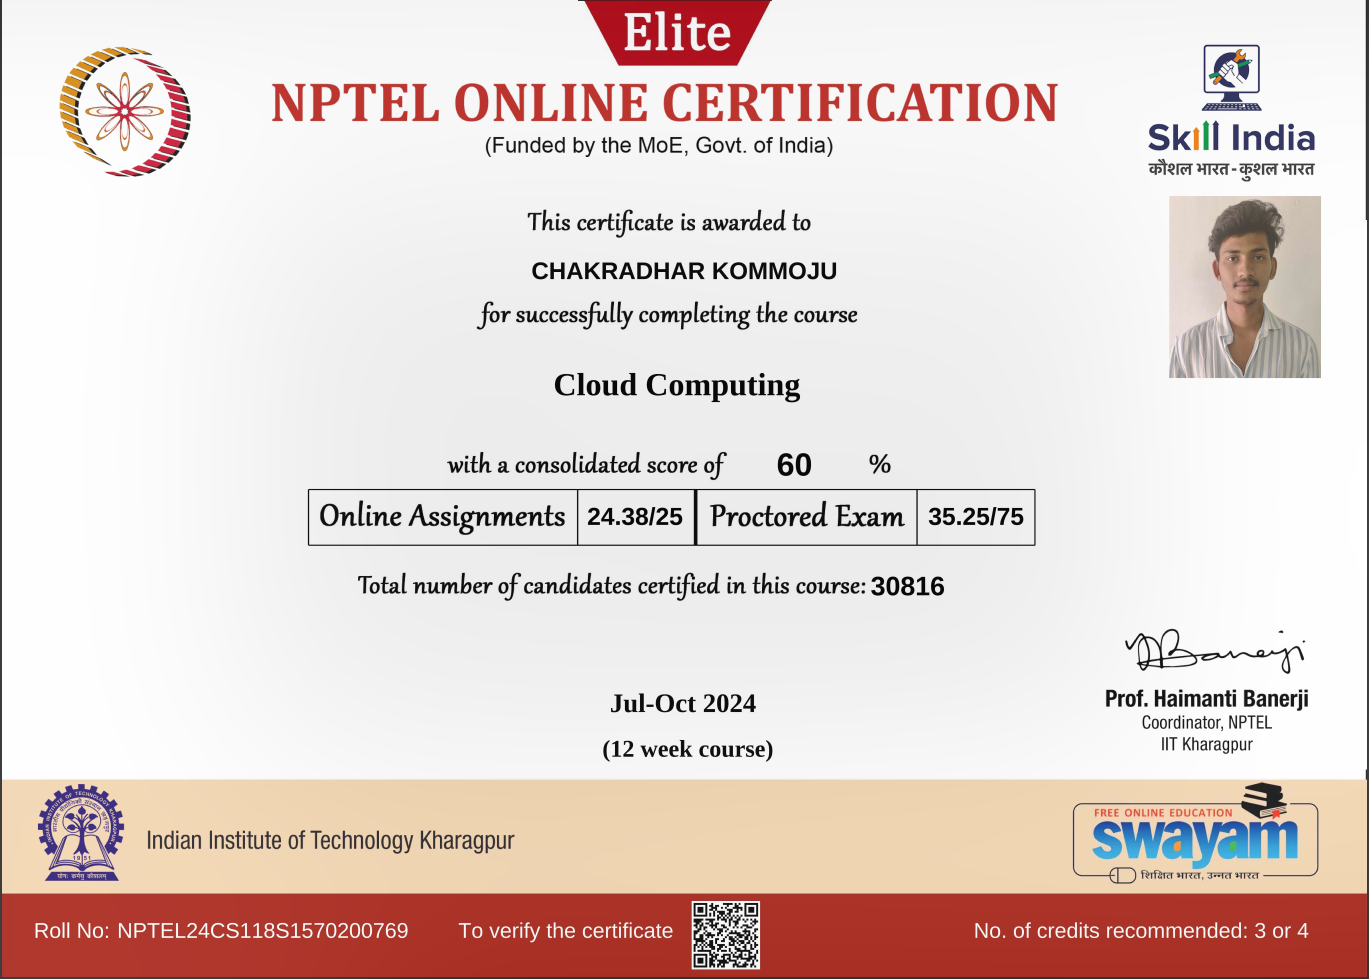 Elite
NPTEL ONLINE CERTIFICATION
(Funded by the MoE, Govt. of India)
Skill India
कौशल भारत - कुशल भारत
This certificate is awarded to
CHAKRADHAR KOMMOJU
for successfully completing the course
Cloud Computing
with a consolidated score of 60 %
Online Assignments 24.38/25 Proctored Exam 35.25/75
Total number of candidates certified in this course: 30816
Jul-Oct 2024
(12 week course)
Prof. Haimanti Banerji
Coordinator, NPTEL
IIT Kharagpur
1951
Indian Institute of Technology Kharagpur
FREE ONLINE EDUCATION
swayam
शिक्षित भारत, उन्नत भारत
Roll No: NPTEL24CS118S1570200769
To verify the certificate
No. of credits recommended: 3 or 4